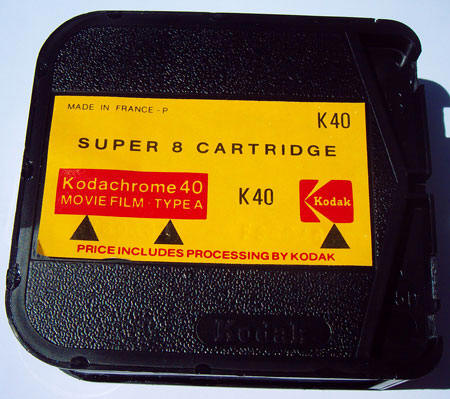 MADE IN FRANCE - P
K40
SUPER 8 CARTRIDGE
Kodachrome 40
MOVIE FILM · TYPE A
K40
Kodak
PRICE INCLUDES PROCESSING BY KODAK
Kodak